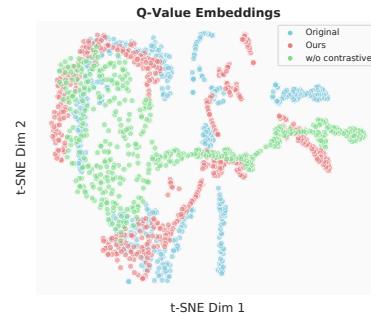 Q-Value Embeddings
Original
Ours
w/o contrastive
t-SNE Dim 2
t-SNE Dim 1